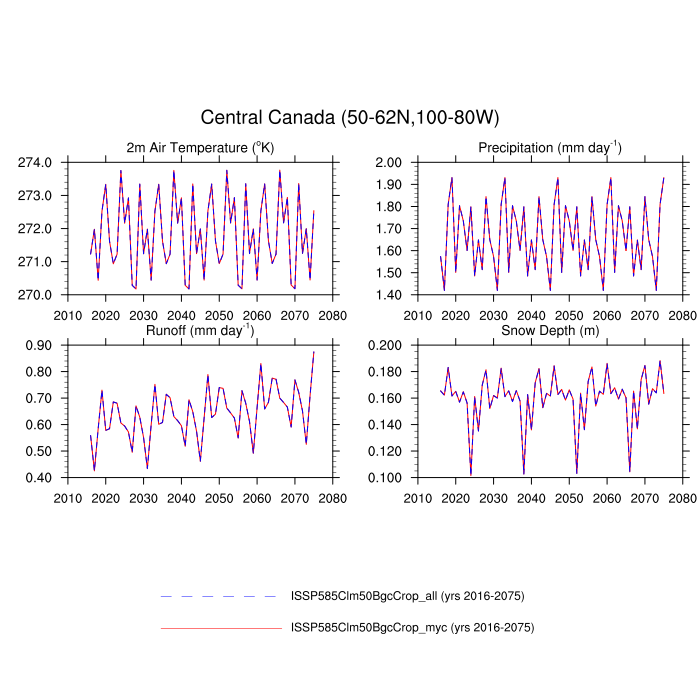 Central Canada (50-62N,100-80W)
2m Air Temperature (°K)
Precipitation (mm day⁻¹)
274.0
273.0
272.0
271.0
270.0
2010 2020 2030 2040 2050 2060 2070 2080
2.00
1.90
1.80
1.70
1.60
1.50
1.40
2010 2020 2030 2040 2050 2060 2070 2080
Runoff (mm day⁻¹)
Snow Depth (m)
0.90
0.80
0.70
0.60
0.50
0.40
2010 2020 2030 2040 2050 2060 2070 2080
0.200
0.180
0.160
0.140
0.120
0.100
2010 2020 2030 2040 2050 2060 2070 2080
ISSP585Clm50BgcCrop_all (yrs 2016-2075)
ISSP585Clm50BgcCrop_myc (yrs 2016-2075)